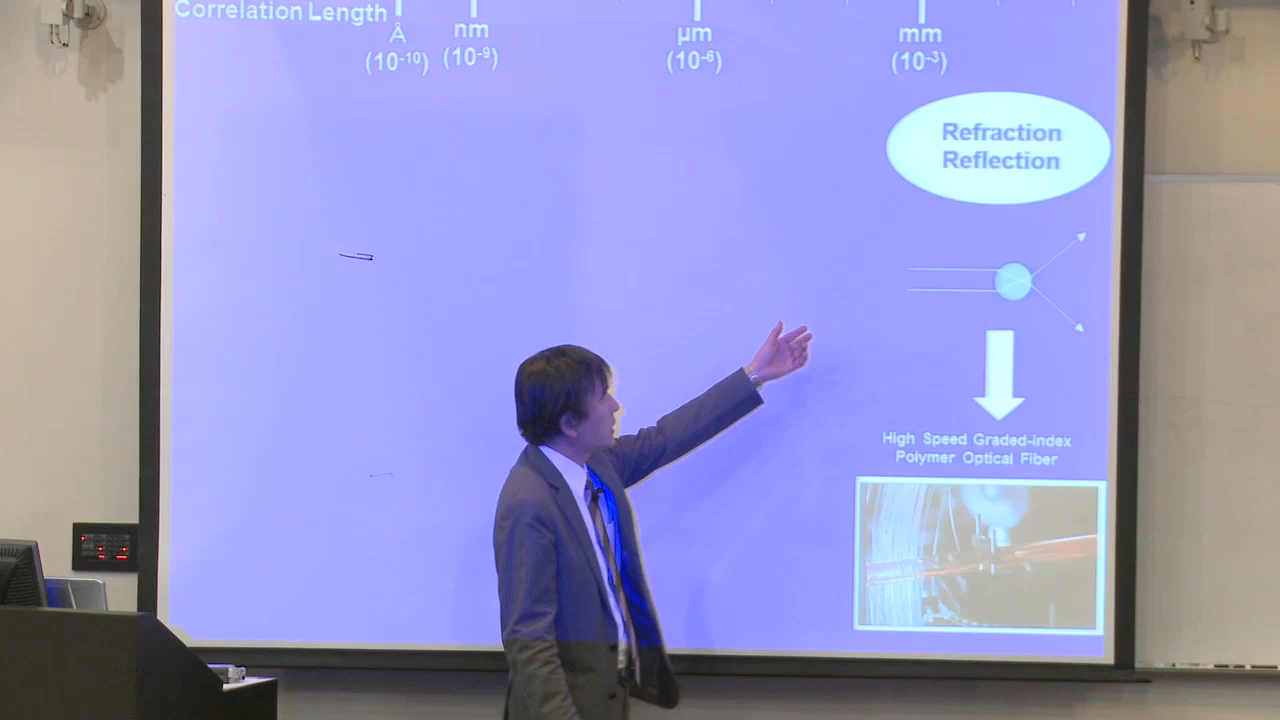 Correlation Length
Å nm µm mm
(10⁻¹⁰) (10⁻⁹) (10⁻⁶) (10⁻³)
Refraction
Reflection
High Speed Graded-index
Polymer Optical Fiber